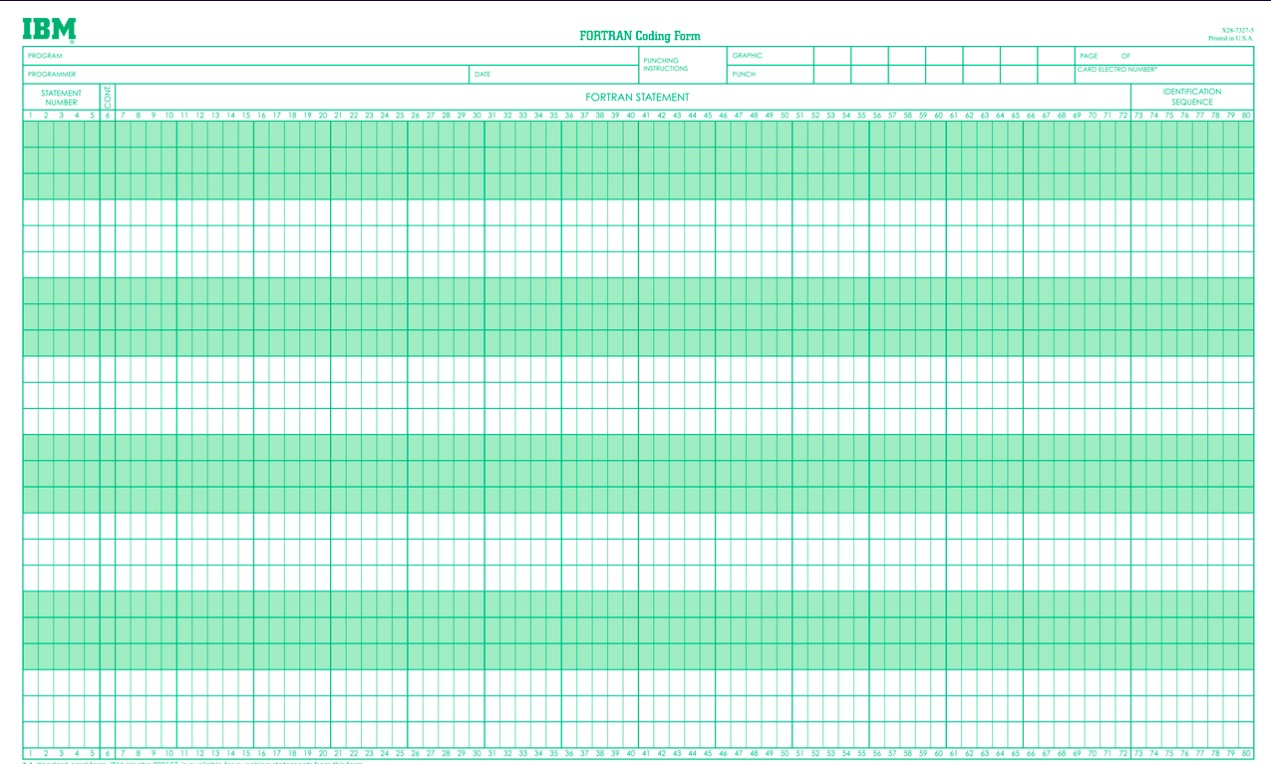 IBM
®
FORTRAN Coding Form
X28-7327-5
Printed in U.S.A.
PROGRAM
PUNCHING INSTRUCTIONS
GRAPHIC
PAGE OF
PROGRAMMER
DATE
PUNCH
CARD ELECTRO NUMBER*
STATEMENT NUMBER
CONT.
FORTRAN STATEMENT
IDENTIFICATION SEQUENCE
1 2 3 4 5 6 7 8 9 10 11 12 13 14 15 16 17 18 19 20 21 22 23 24 25 26 27 28 29 30 31 32 33 34 35 36 37 38 39 40 41 42 43 44 45 46 47 48 49 50 51 52 53 54 55 56 57 58 59 60 61 62 63 64 65 66 67 68 69 70 71 72 73 74 75 76 77 78 79 80
1 2 3 4 5 6 7 8 9 10 11 12 13 14 15 16 17 18 19 20 21 22 23 24 25 26 27 28 29 30 31 32 33 34 35 36 37 38 39 40 41 42 43 44 45 46 47 48 49 50 51 52 53 54 55 56 57 58 59 60 61 62 63 64 65 66 67 68 69 70 71 72 73 74 75 76 77 78 79 80